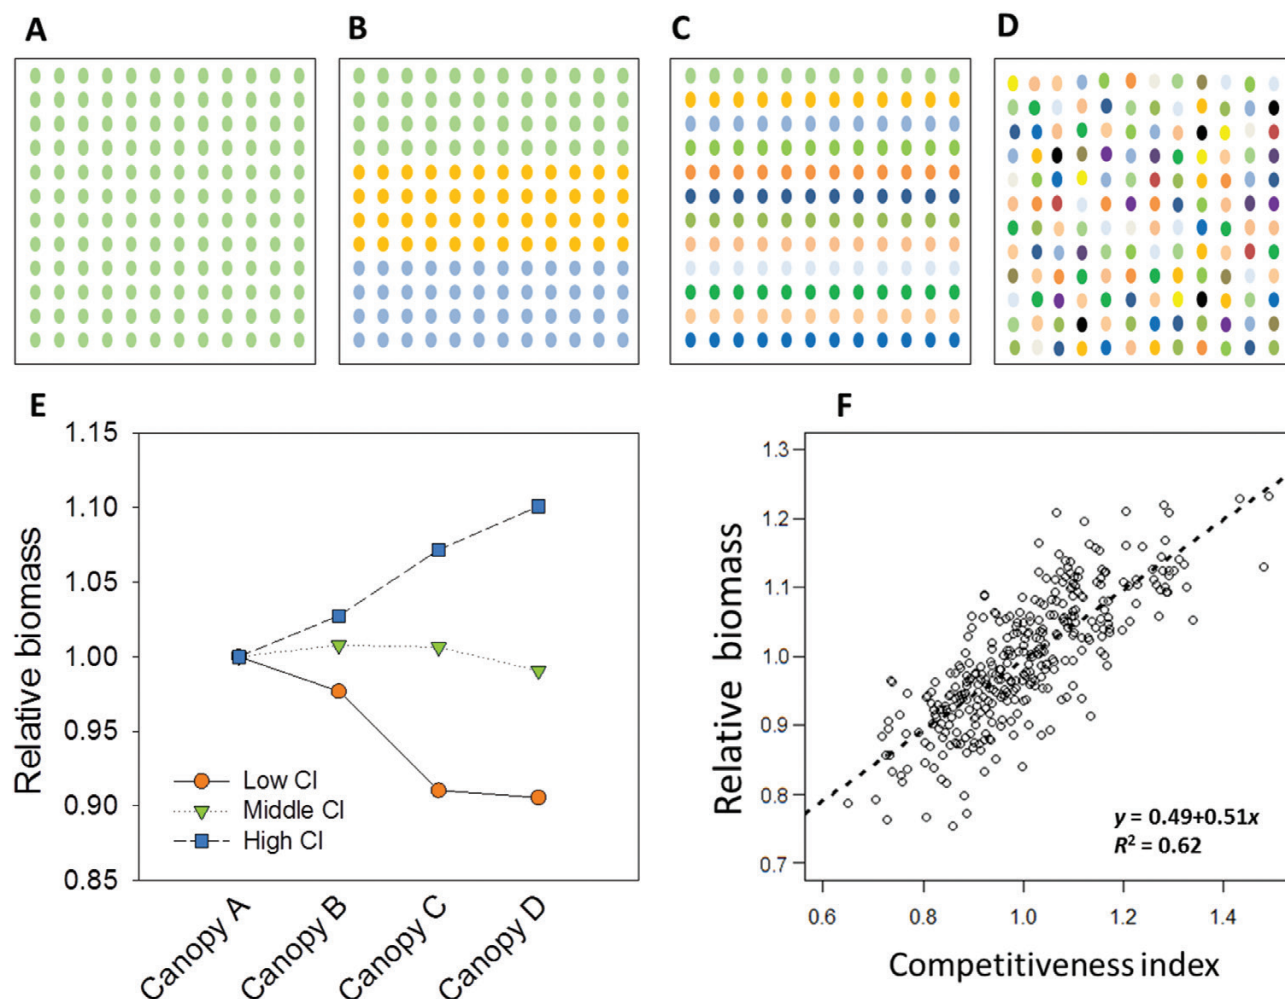 A
B
C
D
E
1.15
1.10
1.05
1.00
0.95
0.90
0.85
Relative biomass
Low CI
Middle CI
High CI
Canopy A
Canopy B
Canopy C
Canopy D
F
1.3
1.2
1.1
1.0
0.9
0.8
0.7
Relative biomass
y = 0.49+0.51x
R² = 0.62
0.6 0.8 1.0 1.2 1.4
Competitiveness index